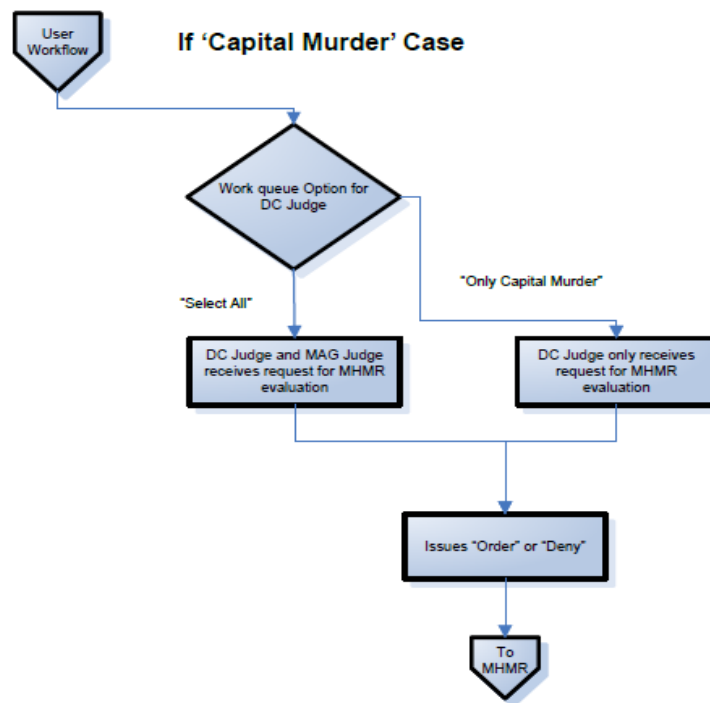 User
Workflow
If ‘Capital Murder’ Case
Work queue Option for
DC Judge
“Only Capital Murder”
“Select All”
DC Judge and MAG Judge
receives request for MHMR
evaluation
DC Judge only receives
request for MHMR
evaluation
Issues “Order” or “Deny”
To
MHMR